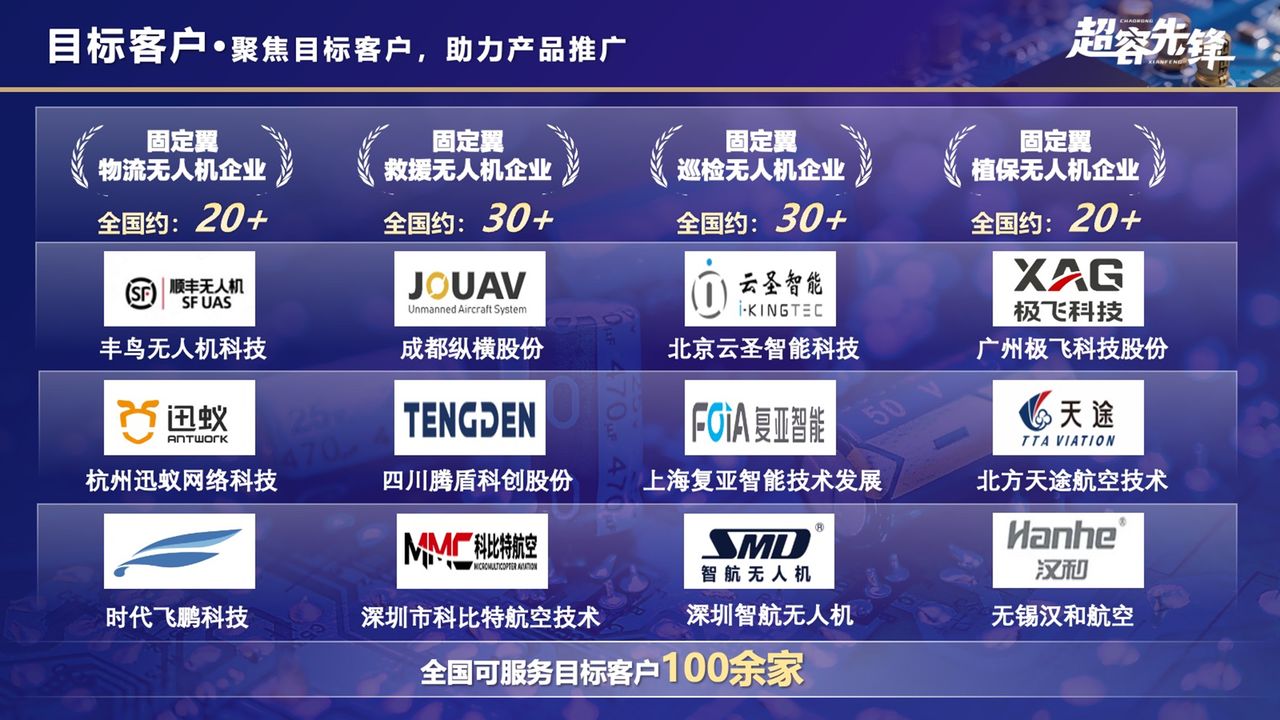 目标客户•聚焦目标客户，助力产品推广
CHAORONG
超容先锋
XIANFENG
固定翼
物流无人机企业
全国约：20+
固定翼
救援无人机企业
全国约：30+
固定翼
巡检无人机企业
全国约：30+
固定翼
植保无人机企业
全国约：20+
SF 顺丰无人机
SF UAS
丰鸟无人机科技
JOUAV
Unmanned Aircraft System
成都纵横股份
云圣智能
i·KINGTEC
北京云圣智能科技
XAG
极飞科技
广州极飞科技股份
迅蚁
ANTWORK
杭州迅蚁网络科技
TENGDEN
四川腾盾科创股份
FOIA 复亚智能
上海复亚智能技术发展
天途
TTA VIATION
北方天途航空技术
时代飞鹏科技
MMC 科比特航空
MICROMULTICOPTER AVIATION
深圳市科比特航空技术
SMD®
智航无人机
深圳智航无人机
Hanhe®
汉和
无锡汉和航空
全国可服务目标客户100余家